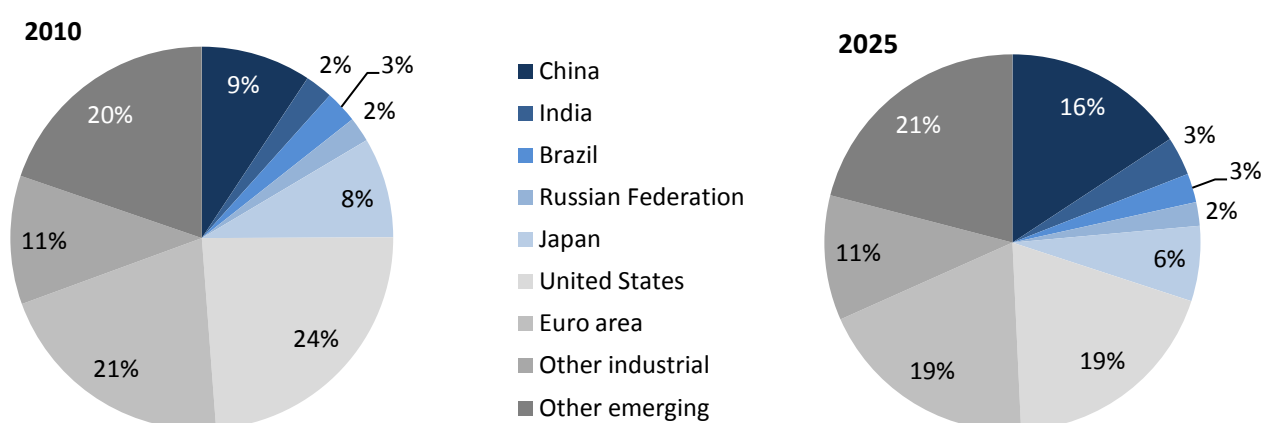 2010
9%
2%
3%
2%
8%
24%
21%
11%
20%
China
India
Brazil
Russian Federation
Japan
United States
Euro area
Other industrial
Other emerging
2025
16%
3%
3%
2%
6%
19%
19%
11%
21%